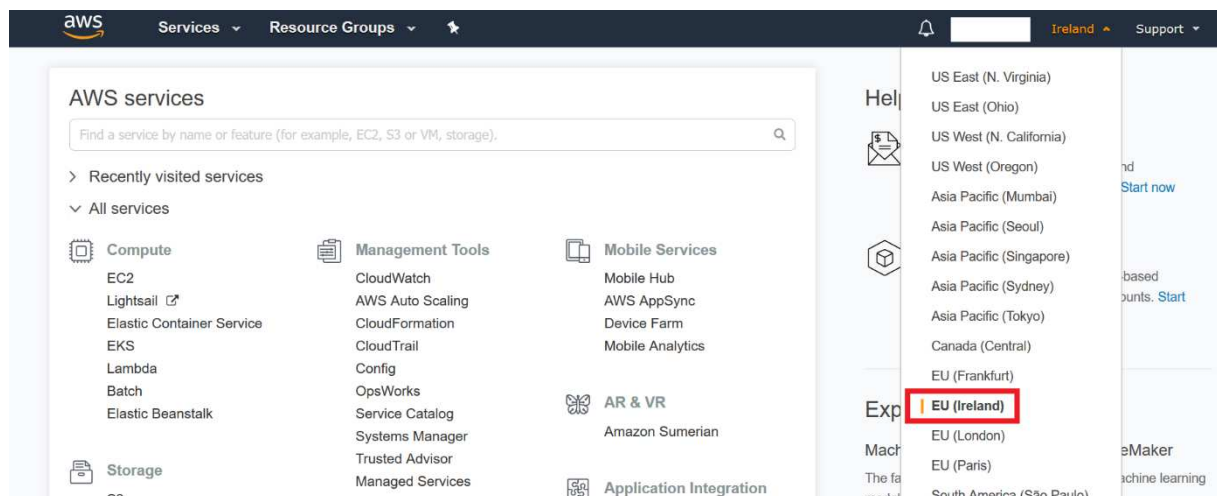 aws Services Resource Groups Ireland Support
AWS services
Find a service by name or feature (for example, EC2, S3 or VM, storage).
Recently visited services
All services
Compute
EC2
Lightsail
Elastic Container Service
EKS
Lambda
Batch
Elastic Beanstalk
Storage
Management Tools
CloudWatch
AWS Auto Scaling
CloudFormation
CloudTrail
Config
OpsWorks
Service Catalog
Systems Manager
Trusted Advisor
Managed Services
Mobile Services
Mobile Hub
AWS AppSync
Device Farm
Mobile Analytics
AR & VR
Amazon Sumerian
Application Integration
US East (N. Virginia)
US East (Ohio)
US West (N. California)
US West (Oregon)
Asia Pacific (Mumbai)
Asia Pacific (Seoul)
Asia Pacific (Singapore)
Asia Pacific (Sydney)
Asia Pacific (Tokyo)
Canada (Central)
EU (Frankfurt)
EU (Ireland)
EU (London)
EU (Paris)
South America (São Paulo)
Start now
Start